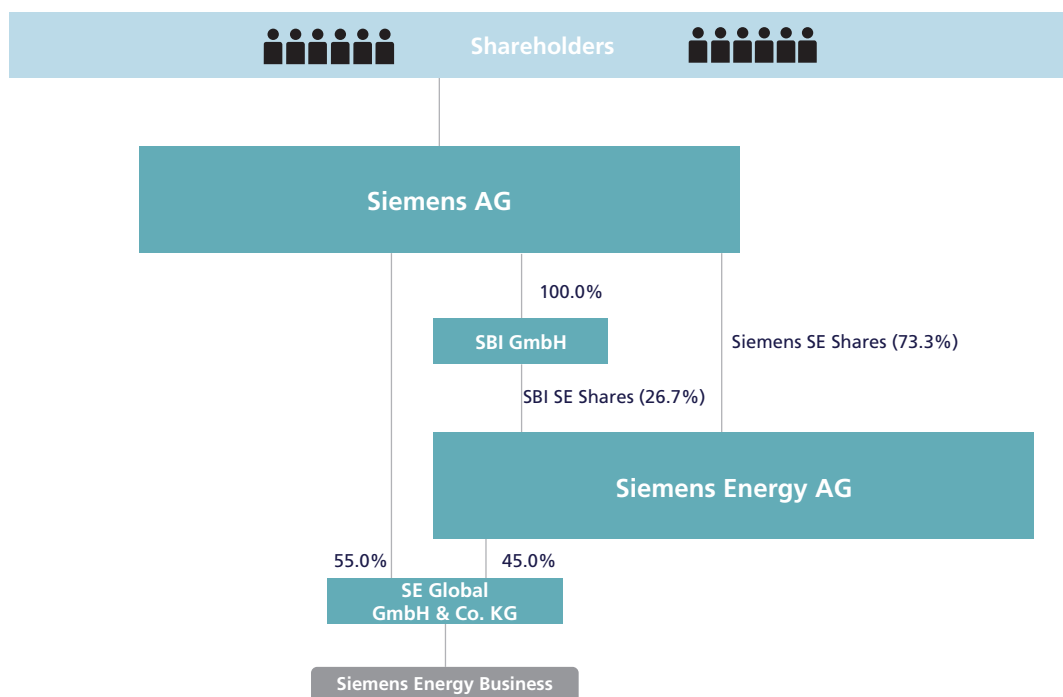 Shareholders
Siemens AG
100.0%
SBI GmbH
Siemens SE Shares (73.3%)
SBI SE Shares (26.7%)
Siemens Energy AG
55.0%
45.0%
SE Global
GmbH & Co. KG
Siemens Energy Business